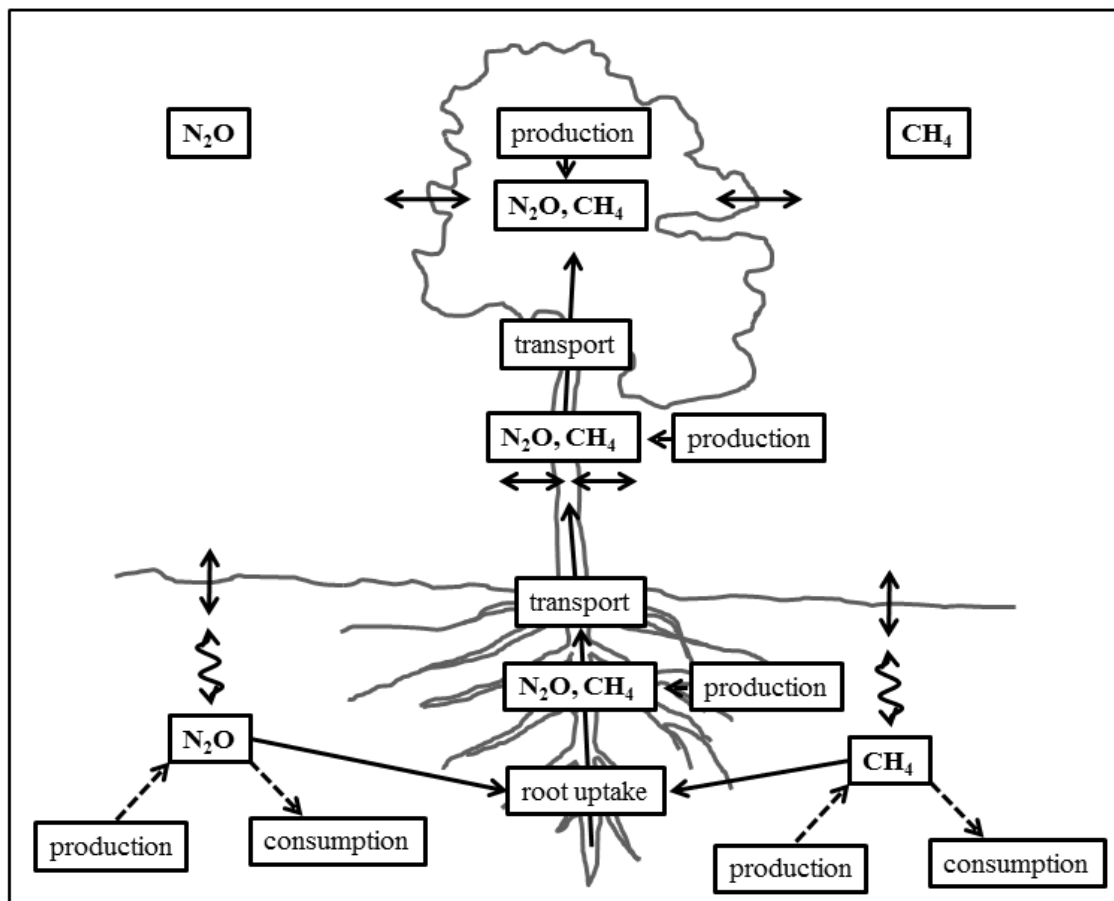 N₂O
production
CH₄
N₂O, CH₄
transport
N₂O, CH₄
production
transport
N₂O, CH₄
production
N₂O
CH₄
root uptake
production
consumption
production
consumption